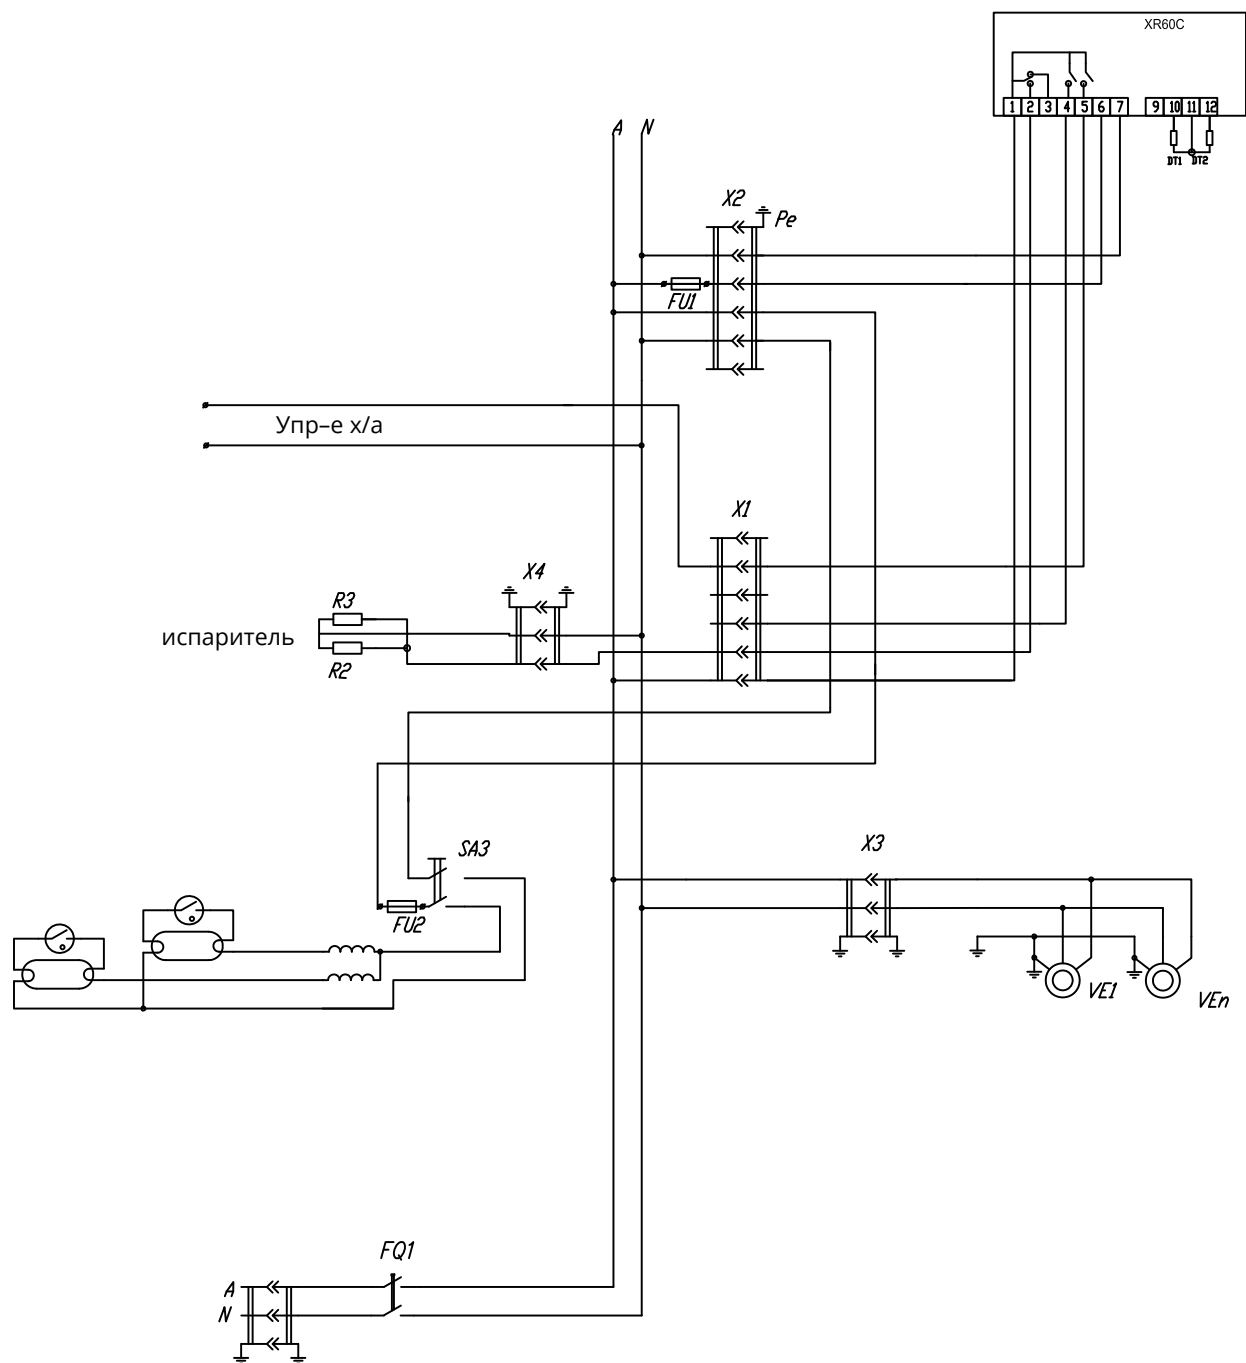 XR60C
1 2 3 4 5 6 7 9 10 11 12
DT1 DT2
A N
X2
Pe
FU1
Упр–е х/а
X1
X4
R3
испаритель
R2
SA3
X3
FU2
VE1
VEn
FQ1
A
N